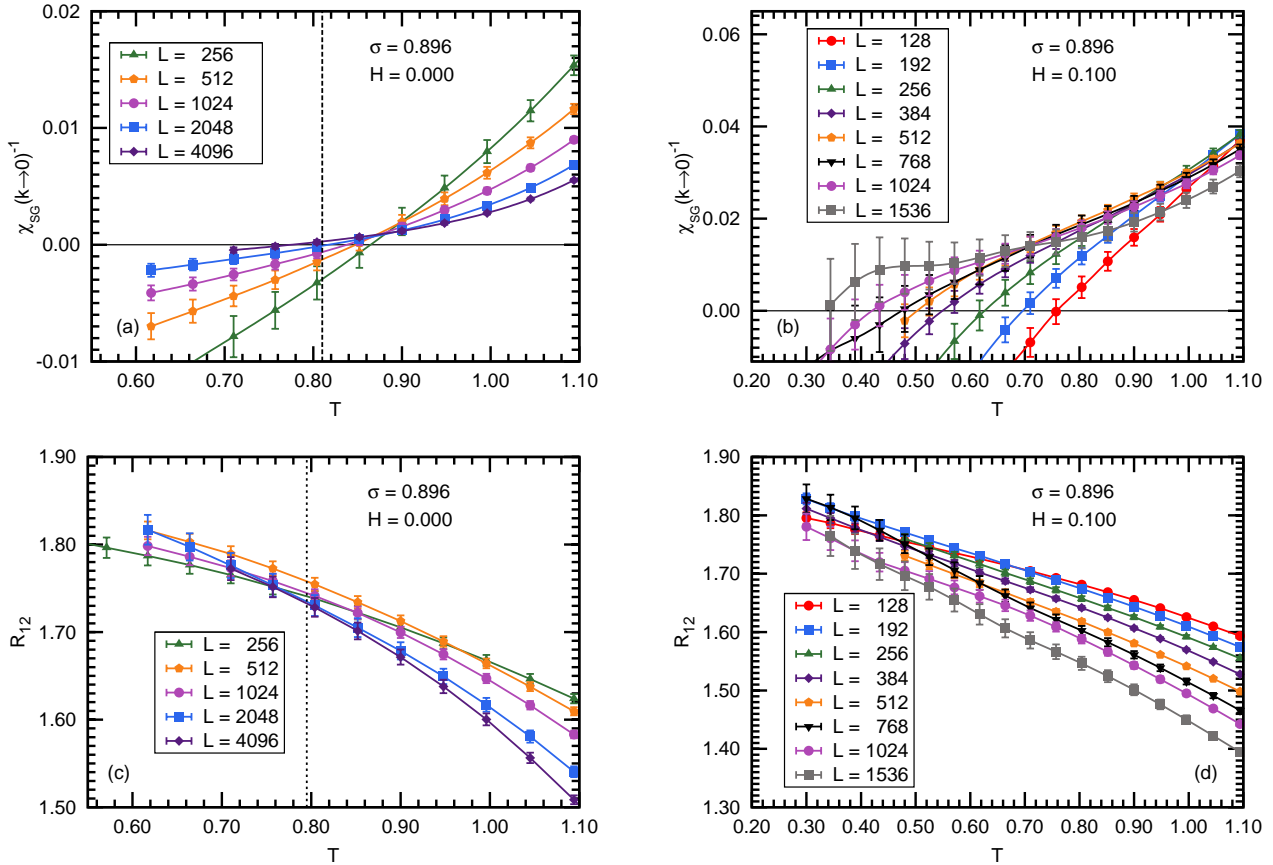 χSG(k→0)-1
0.02
0.01
0.00
-0.01
L = 256
L = 512
L = 1024
L = 2048
L = 4096
σ = 0.896
H = 0.000
(a)
0.60 0.70 0.80 0.90 1.00 1.10
T
χSG(k→0)-1
0.06
0.04
0.02
0.00
L = 128
L = 192
L = 256
L = 384
L = 512
L = 768
L = 1024
L = 1536
σ = 0.896
H = 0.100
(b)
0.20 0.30 0.40 0.50 0.60 0.70 0.80 0.90 1.00 1.10
T
R12
1.90
1.80
1.70
1.60
1.50
σ = 0.896
H = 0.000
L = 256
L = 512
L = 1024
L = 2048
L = 4096
(c)
0.60 0.70 0.80 0.90 1.00 1.10
T
R12
1.90
1.80
1.70
1.60
1.50
1.40
1.30
σ = 0.896
H = 0.100
L = 128
L = 192
L = 256
L = 384
L = 512
L = 768
L = 1024
L = 1536
(d)
0.20 0.30 0.40 0.50 0.60 0.70 0.80 0.90 1.00 1.10
T